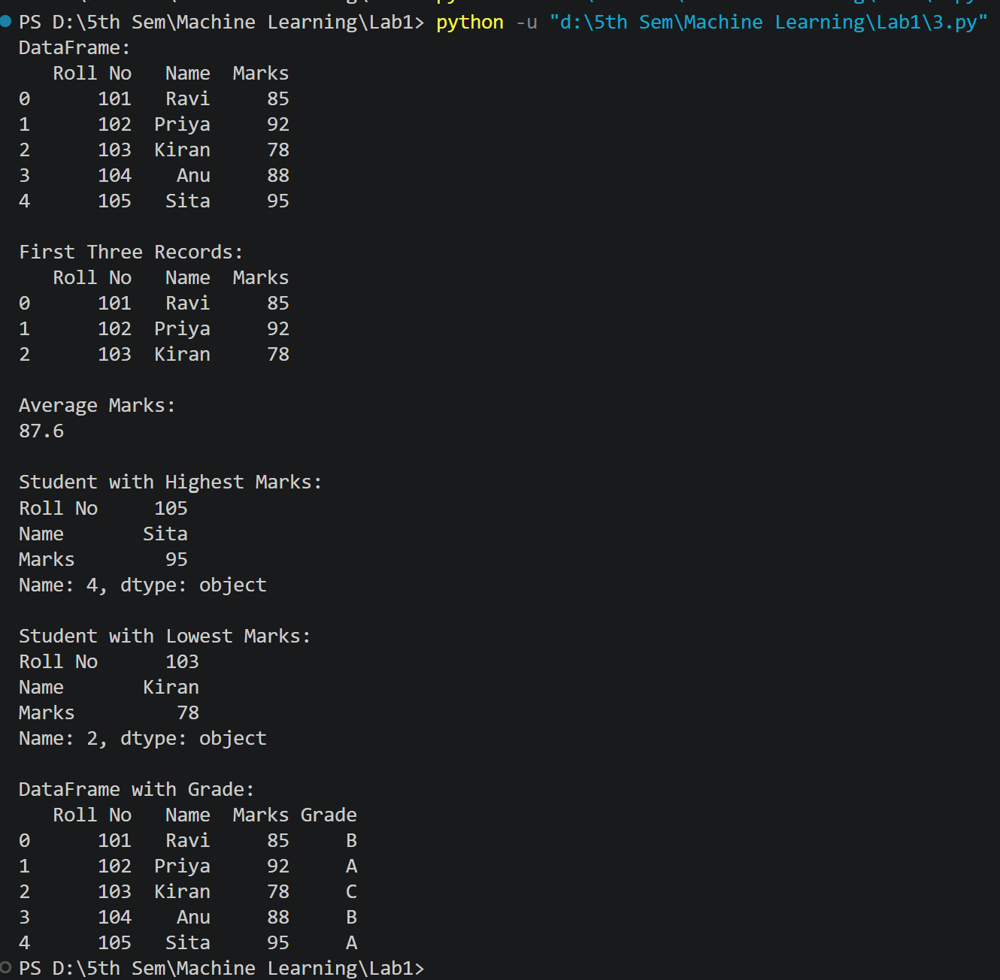 PS D:\5th Sem\Machine Learning\Lab1> python -u "d:\5th Sem\Machine Learning\Lab1\3.py"
DataFrame:
   Roll No   Name  Marks
0      101   Ravi     85
1      102  Priya     92
2      103  Kiran     78
3      104    Anu     88
4      105   Sita     95

First Three Records:
   Roll No   Name  Marks
0      101   Ravi     85
1      102  Priya     92
2      103  Kiran     78

Average Marks:
87.6

Student with Highest Marks:
Roll No     105
Name       Sita
Marks        95
Name: 4, dtype: object

Student with Lowest Marks:
Roll No      103
Name       Kiran
Marks         78
Name: 2, dtype: object

DataFrame with Grade:
   Roll No   Name  Marks Grade
0      101   Ravi     85     B
1      102  Priya     92     A
2      103  Kiran     78     C
3      104    Anu     88     B
4      105   Sita     95     A
PS D:\5th Sem\Machine Learning\Lab1>